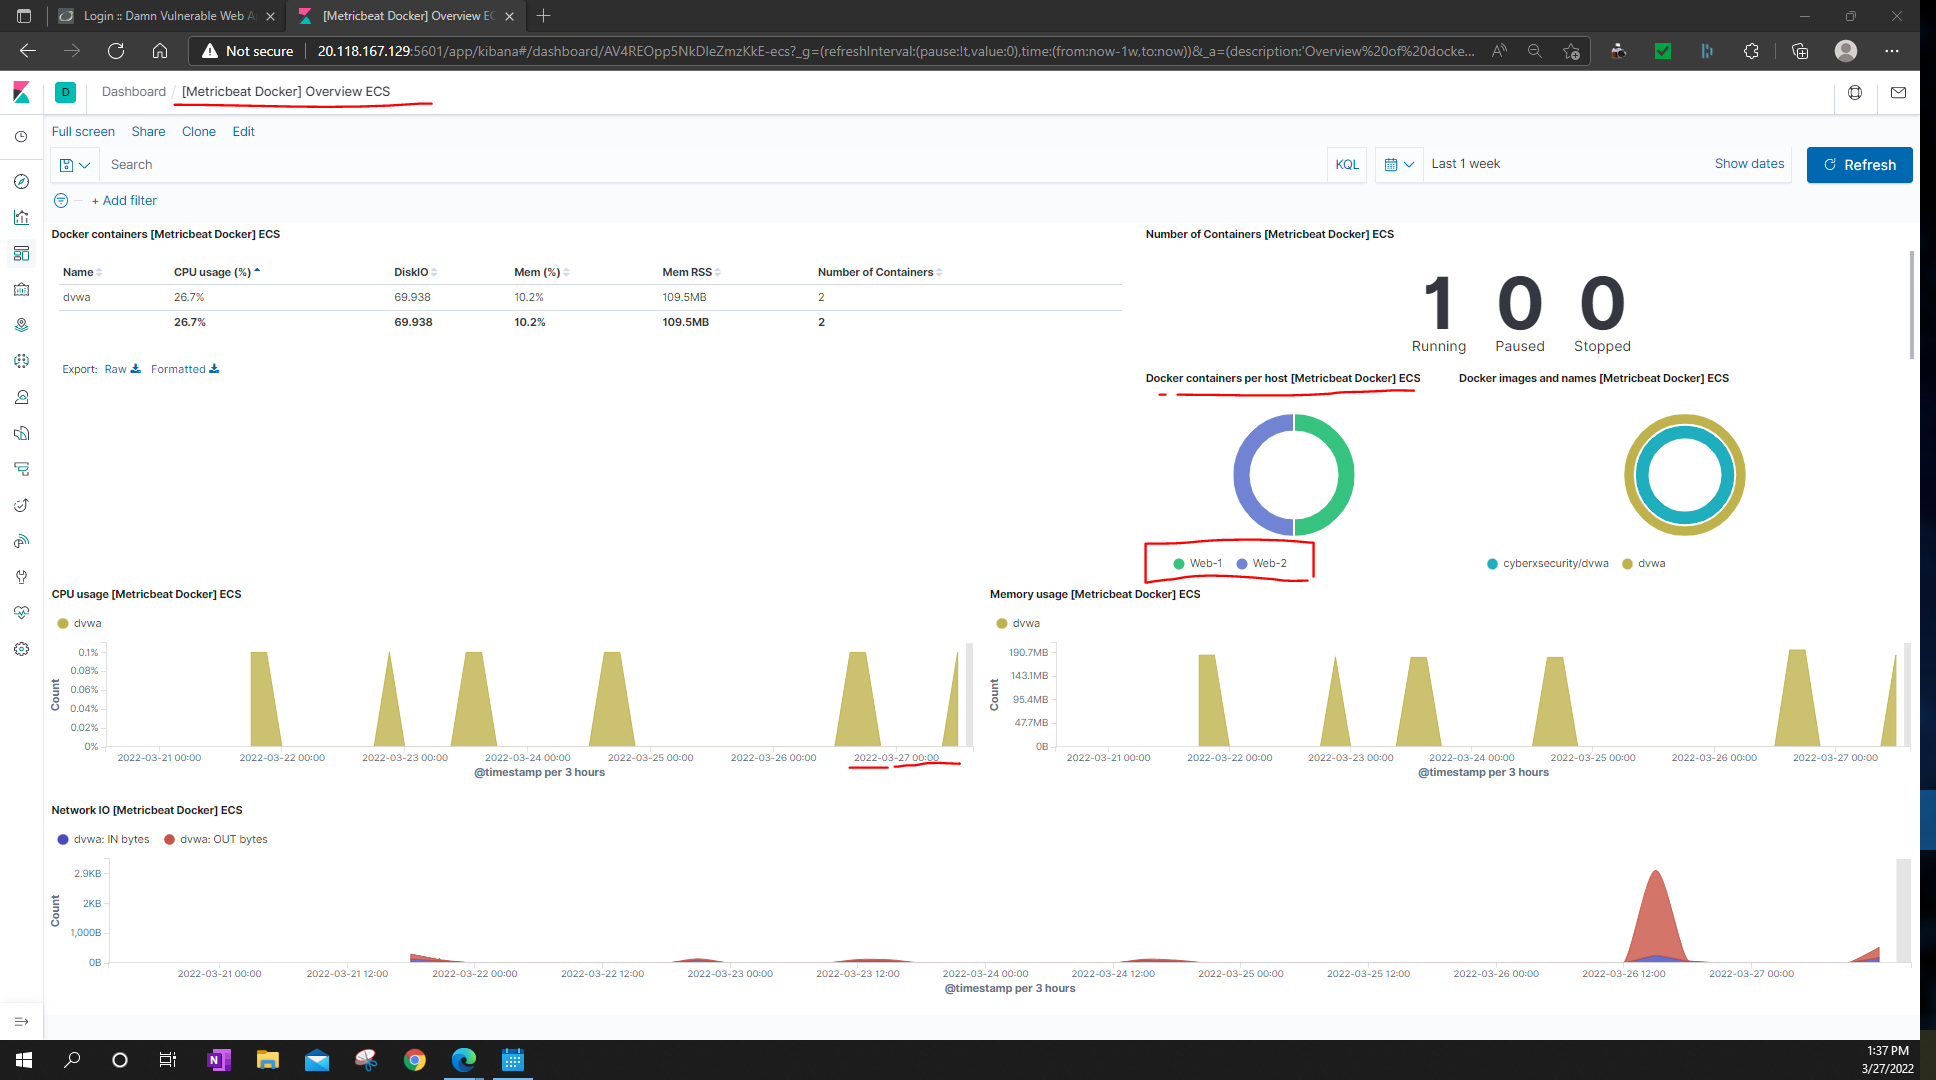 Login :: Damn Vulnerable Web A
[Metricbeat Docker] Overview EC
Not secure
20.118.167.129:5601/app/kibana#/dashboard/AV4REOpp5NkDleZmzKkE-ecs?_g=(refreshInterval:(pause:!t,value:0),time:(from:now-1w,to:now))&_a=(description:'Overview%20of%20docke...
D
Dashboard / [Metricbeat Docker] Overview ECS
Full screen Share Clone Edit
Search
KQL
Last 1 week
Show dates
Refresh
+ Add filter
Docker containers [Metricbeat Docker] ECS
Name CPU usage (%) DiskIO Mem (%) Mem RSS Number of Containers
dvwa 26.7% 69.938 10.2% 109.5MB 2
26.7% 69.938 10.2% 109.5MB 2
Export: Raw Formatted
Number of Containers [Metricbeat Docker] ECS
1 0 0
Running Paused Stopped
Docker containers per host [Metricbeat Docker] ECS
Web-1 Web-2
Docker images and names [Metricbeat Docker] ECS
cyberxsecurity/dvwa dvwa
CPU usage [Metricbeat Docker] ECS
dvwa
Count
0.1%
0.08%
0.06%
0.04%
0.02%
0%
2022-03-21 00:00 2022-03-22 00:00 2022-03-23 00:00 2022-03-24 00:00 2022-03-25 00:00 2022-03-26 00:00 2022-03-27 00:00
@timestamp per 3 hours
Memory usage [Metricbeat Docker] ECS
dvwa
Count
190.7MB
143.1MB
95.4MB
47.7MB
0B
2022-03-21 00:00 2022-03-22 00:00 2022-03-23 00:00 2022-03-24 00:00 2022-03-25 00:00 2022-03-26 00:00 2022-03-27 00:00
@timestamp per 3 hours
Network IO [Metricbeat Docker] ECS
dvwa: IN bytes dvwa: OUT bytes
Count
2.9KB
2KB
1,000B
0B
2022-03-21 00:00 2022-03-21 12:00 2022-03-22 00:00 2022-03-22 12:00 2022-03-23 00:00 2022-03-23 12:00 2022-03-24 00:00 2022-03-24 12:00 2022-03-25 00:00 2022-03-25 12:00 2022-03-26 00:00 2022-03-26 12:00 2022-03-27 00:00
@timestamp per 3 hours
1:37 PM
3/27/2022